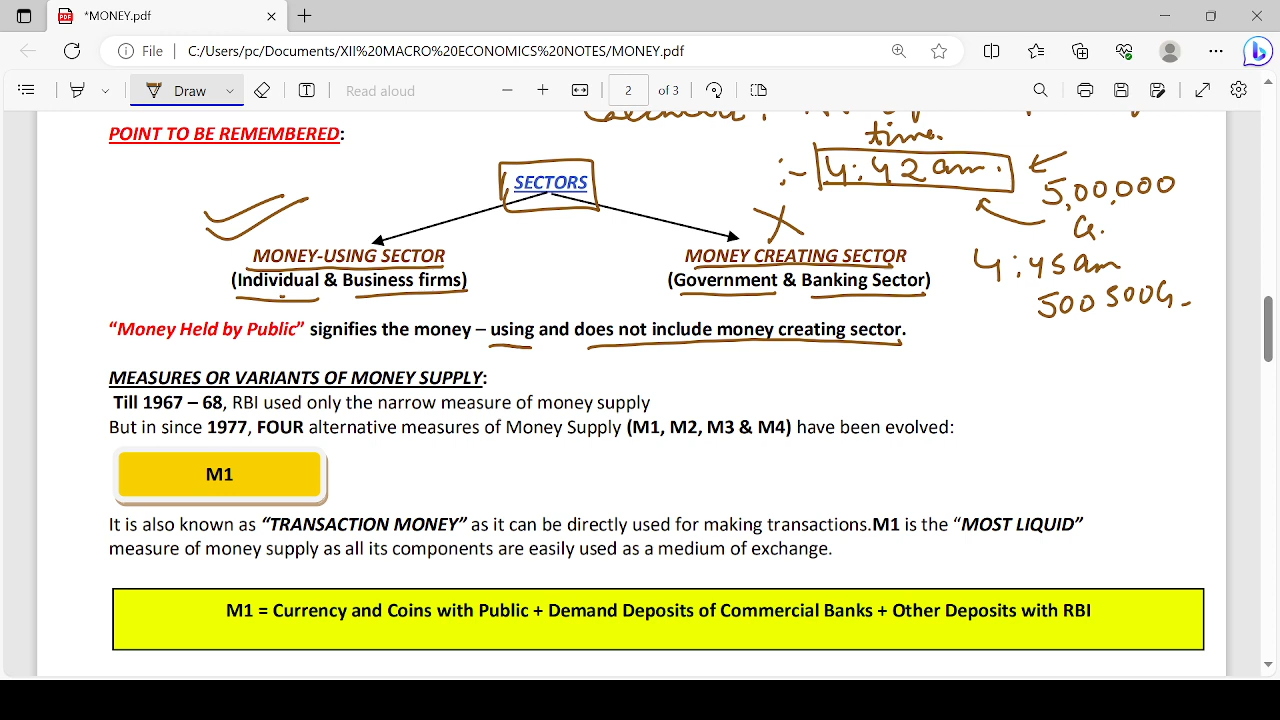 *MONEY.pdf
File C:/Users/pc/Documents/XII%20MACRO%20ECONOMICS%20NOTES/MONEY.pdf
Draw Read aloud 2 of 3
time.
POINT TO BE REMEMBERED:
:- 4:42 am.
SECTORS
5,00,000
Cr.
MONEY-USING SECTOR MONEY CREATING SECTOR
4:45 am
(Individual & Business firms) (Government & Banking Sector)
500 500 Cr.
“Money Held by Public” signifies the money – using and does not include money creating sector.
MEASURES OR VARIANTS OF MONEY SUPPLY:
Till 1967 – 68, RBI used only the narrow measure of money supply
But in since 1977, FOUR alternative measures of Money Supply (M1, M2, M3 & M4) have been evolved:
M1
It is also known as “TRANSACTION MONEY” as it can be directly used for making transactions.M1 is the “MOST LIQUID”
measure of money supply as all its components are easily used as a medium of exchange.
M1 = Currency and Coins with Public + Demand Deposits of Commercial Banks + Other Deposits with RBI